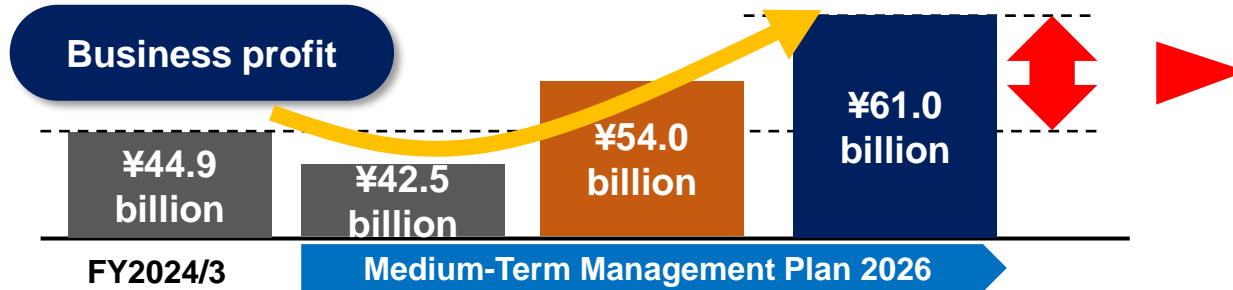 Business profit
¥44.9
billion
¥42.5
billion
¥54.0
billion
¥61.0
billion
FY2024/3
Medium-Term Management Plan 2026